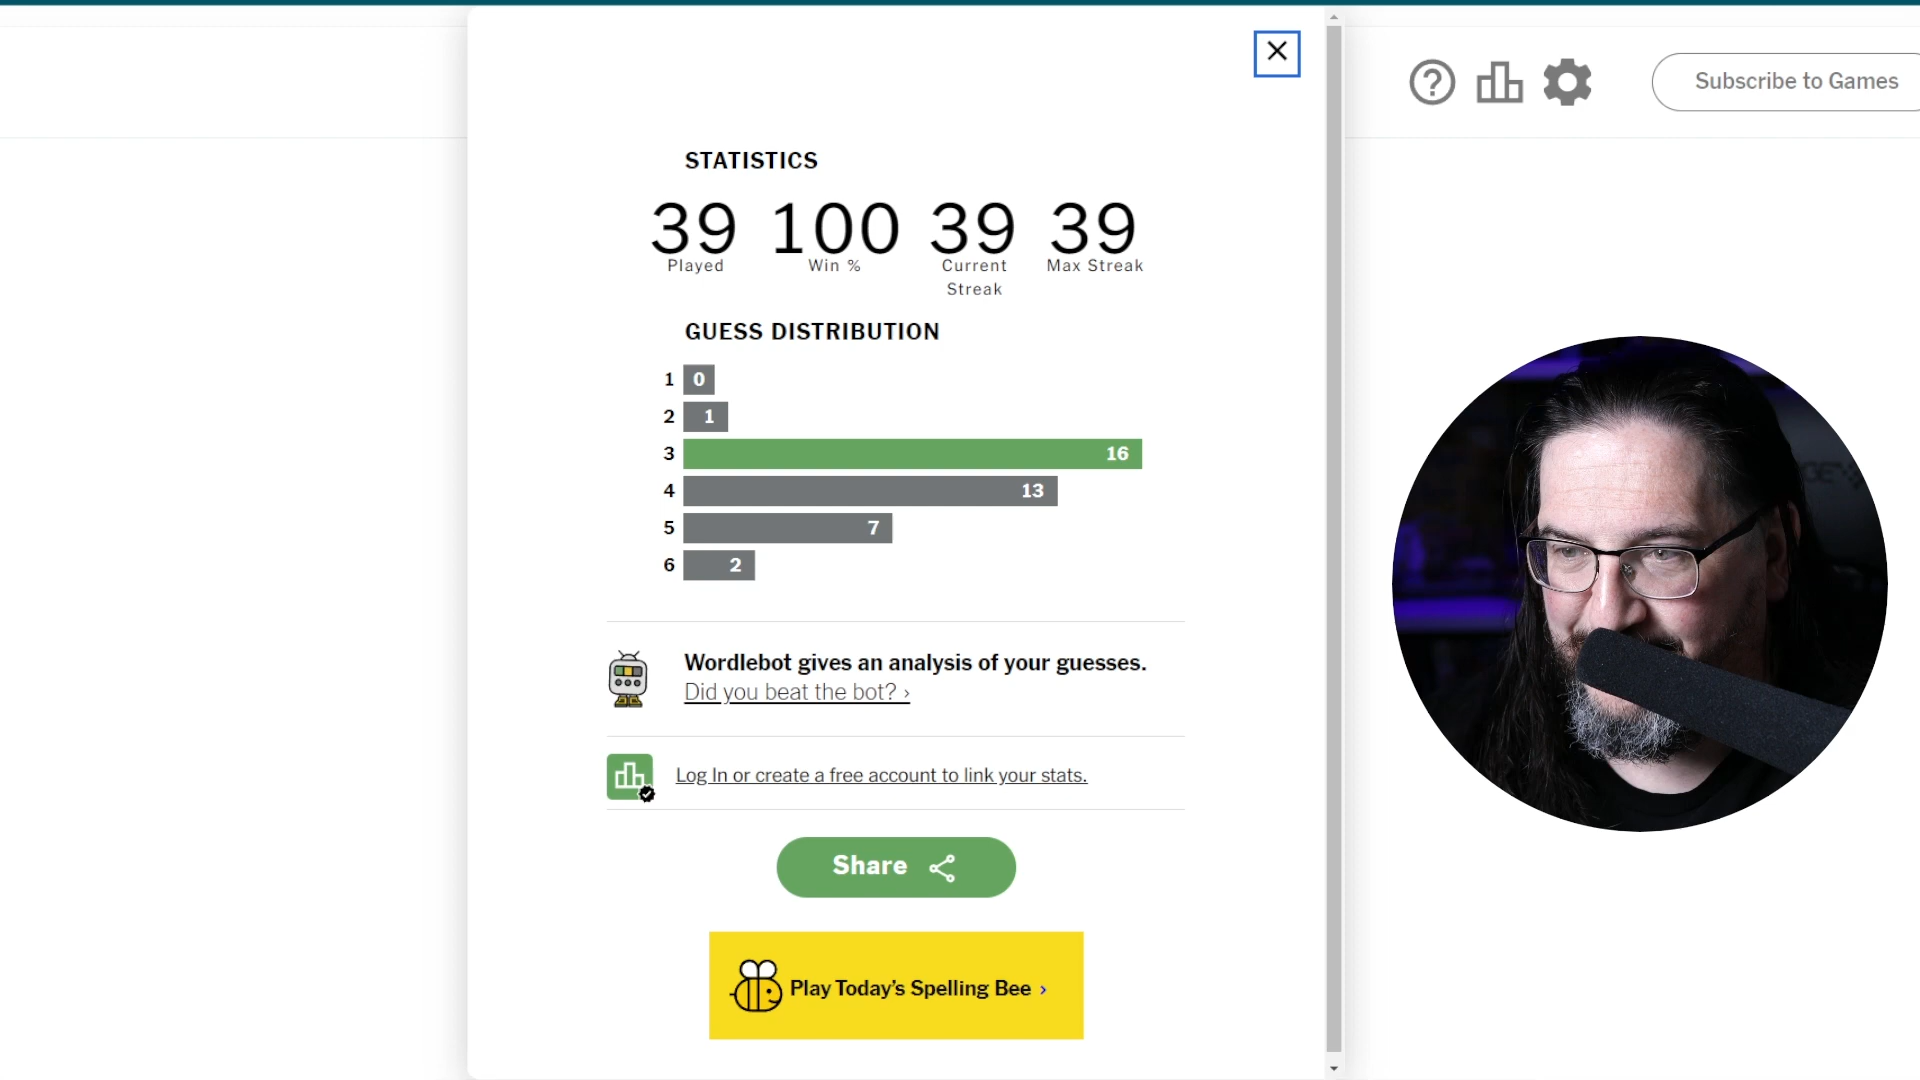 Subscribe to Games
STATISTICS
39 100 39 39
Played Win % Current Max Streak
Streak
GUESS DISTRIBUTION
1 0
2 1
3 16
4 13
5 7
6 2
Wordlebot gives an analysis of your guesses.
Did you beat the bot? ›
Log In or create a free account to link your stats.
Share
Play Today's Spelling Bee ›